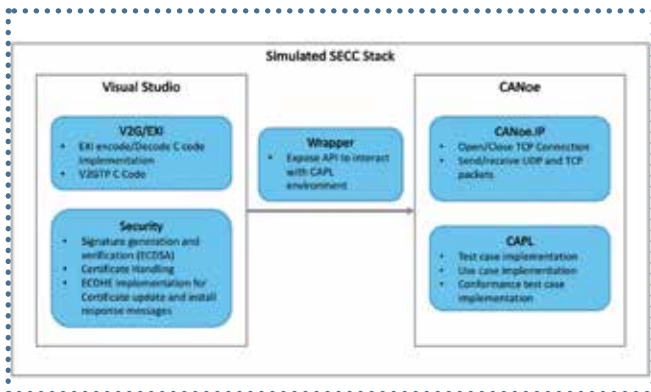 Simulated SECC Stack
Visual Studio
V2G/EXI
• EXI encode/Decode C code
Implementation
• V2GTP C Code
Security
• Signature generation and
verification (ECDSA)
• Certificate Handling
• ECDHE implementation for
Certificate update and install
response messages
Wrapper
• Expose API to interact
with CAPL
environment
CANoe
CANoe.IP
• Open/Close TCP Connection
• Send/receive UDP and TCP
packets
CAPL
• Test case implementation
• Use case implementation
• Conformance test case
implementation